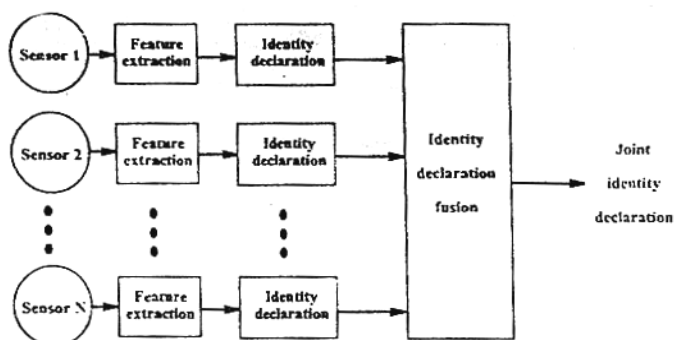 Sensor 1
Feature
extraction
Identity
declaration
Sensor 2
Feature
extraction
Identity
declaration
Sensor N
Feature
extraction
Identity
declaration
Identity
declaration
fusion
Joint
identity
declaration